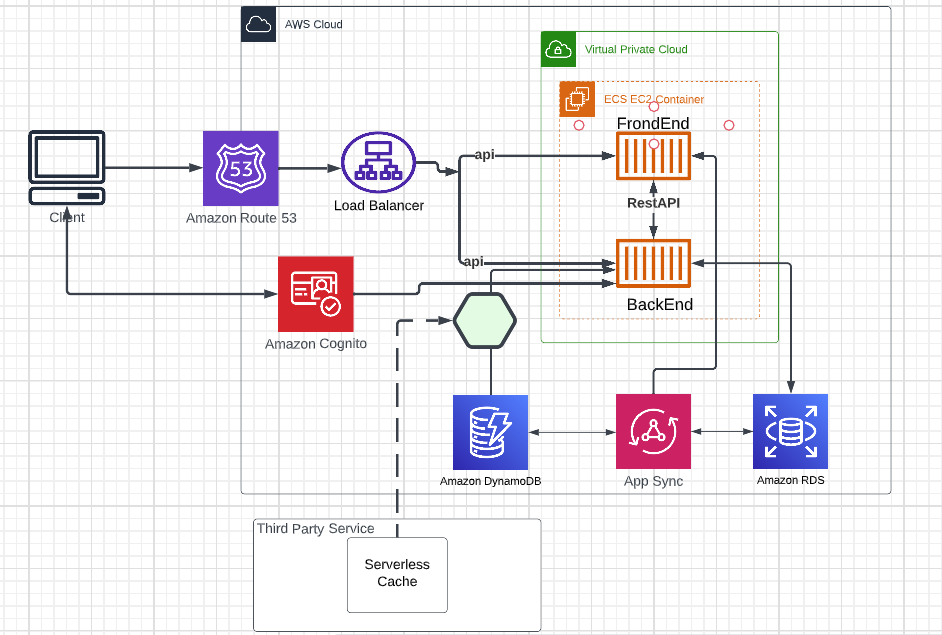 AWS Cloud
Virtual Private Cloud
ECS EC2 Container
FrondEnd
api
53
Client
Amazon Route 53
Load Balancer
RestAPI
api
BackEnd
Amazon Cognito
Amazon DynamoDB
App Sync
Amazon RDS
Third Party Service
Serverless
Cache